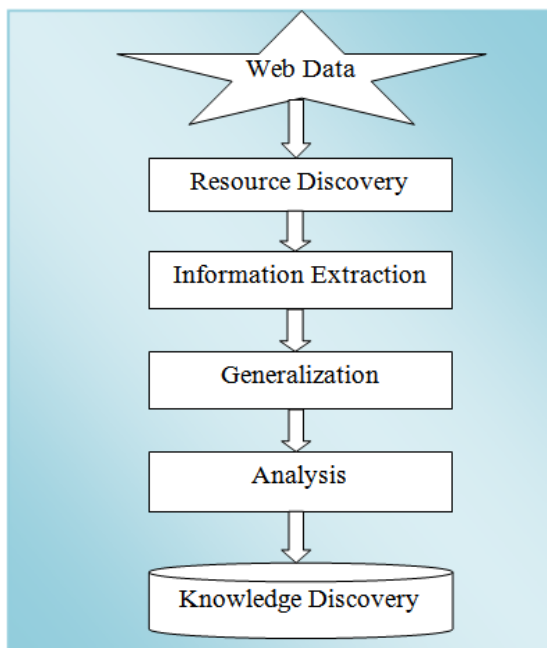 Web Data
Resource Discovery
Information Extraction
Generalization
Analysis
Knowledge Discovery